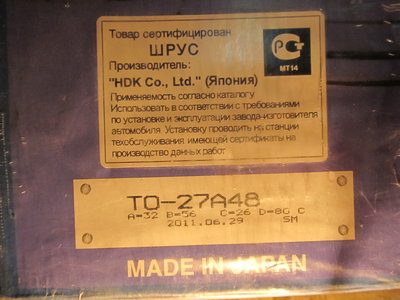 Товар сертифицирован
ШРУС
Производитель:
"HDK Co., Ltd." (Япония)
Применяемость согласно каталогу
Использовать в соответствии с требованиями
по установке и эксплуатации завода-изготовителя
автомобиля. Установку проводить на станции
техобслуживания, имеющей сертификаты на
производство данных работ.
РСТ
МТ14
TO-27A48
A=32 B=56 C=26 D=80 C
2011.06.29 SM
MADE IN JAPAN